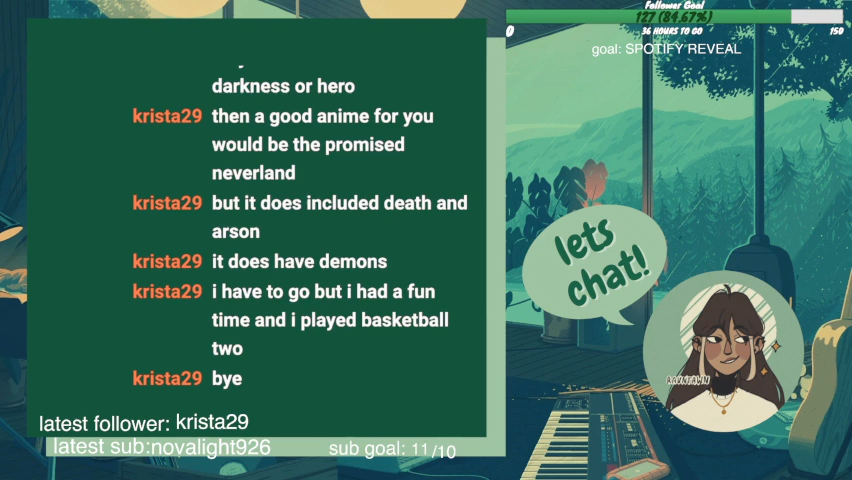 Follower Goal
127 (84.67%)
0 36 HOURS TO GO 150
goal: SPOTIFY REVEAL
darkness or hero
krista29 then a good anime for you
would be the promised
neverland
krista29 but it does included death and
arson
krista29 it does have demons
krista29 i have to go but i had a fun
time and i played basketball
two
krista29 bye
lets
chat!
latest follower: krista29
latest sub:novalight926
sub goal: 11/10